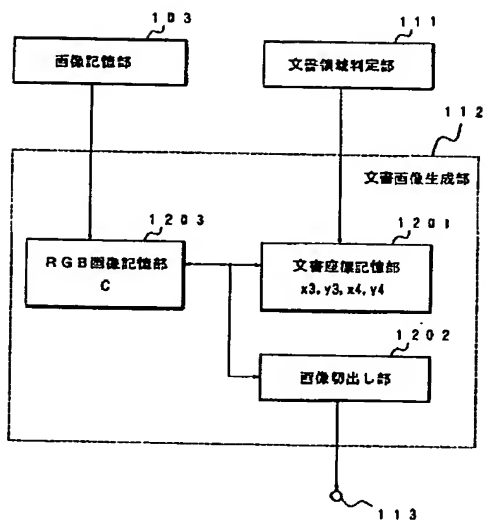 103
111
画像記憶部
文書領域判定部
112
文書画像生成部
1203
1201
RGB画像記憶部
C
文書座標記憶部
x3, y3, x4, y4
1202
画像切出し部
113